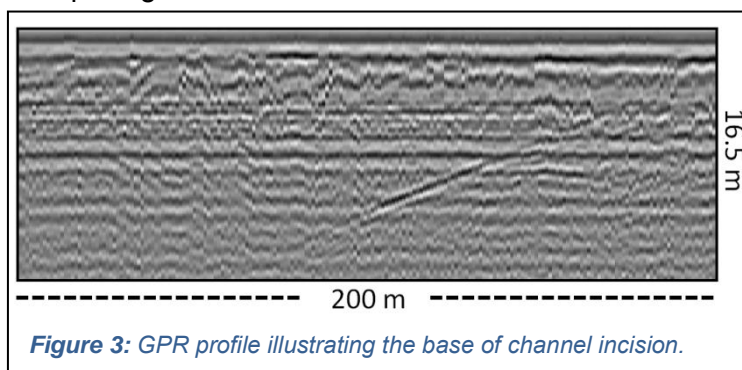 16.5 m
200 m
Figure 3: GPR profile illustrating the base of channel incision.